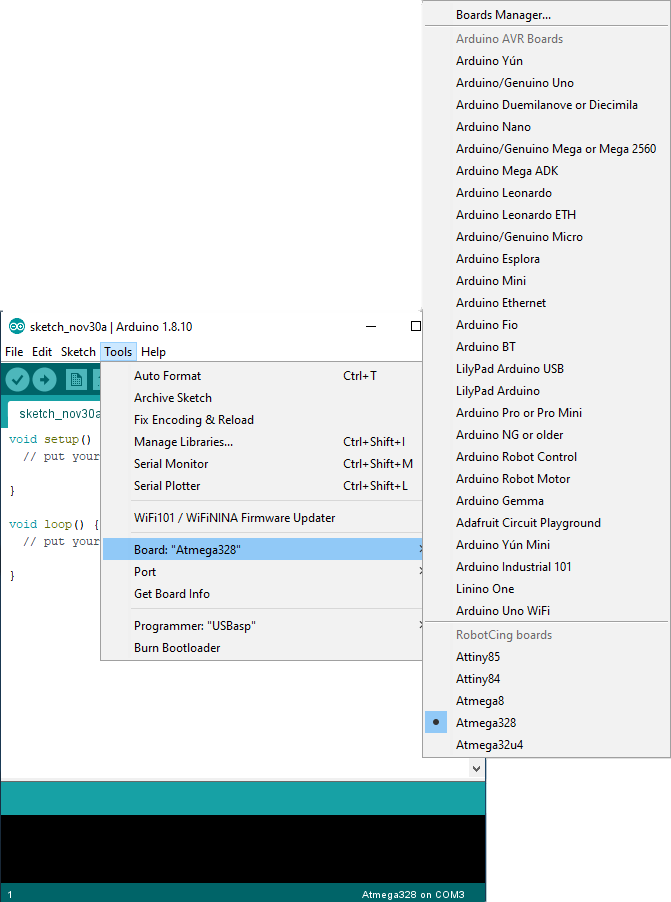 sketch_nov30a | Arduino 1.8.10
File Edit Sketch Tools Help
sketch_nov30a
void setup()
// put your
}
void loop() {
// put your
}
Auto Format Ctrl+T
Archive Sketch
Fix Encoding & Reload
Manage Libraries... Ctrl+Shift+I
Serial Monitor Ctrl+Shift+M
Serial Plotter Ctrl+Shift+L
WiFi101 / WiFiNINA Firmware Updater
Board: "Atmega328"
Port
Get Board Info
Programmer: "USBasp"
Burn Bootloader
Boards Manager...
Arduino AVR Boards
Arduino Yún
Arduino/Genuino Uno
Arduino Duemilanove or Diecimila
Arduino Nano
Arduino/Genuino Mega or Mega 2560
Arduino Mega ADK
Arduino Leonardo
Arduino Leonardo ETH
Arduino/Genuino Micro
Arduino Esplora
Arduino Mini
Arduino Ethernet
Arduino Fio
Arduino BT
LilyPad Arduino USB
LilyPad Arduino
Arduino Pro or Pro Mini
Arduino NG or older
Arduino Robot Control
Arduino Robot Motor
Arduino Gemma
Adafruit Circuit Playground
Arduino Yún Mini
Arduino Industrial 101
Linino One
Arduino Uno WiFi
RobotCing boards
Attiny85
Attiny84
Atmega8
Atmega328
Atmega32u4
1 Atmega328 on COM3